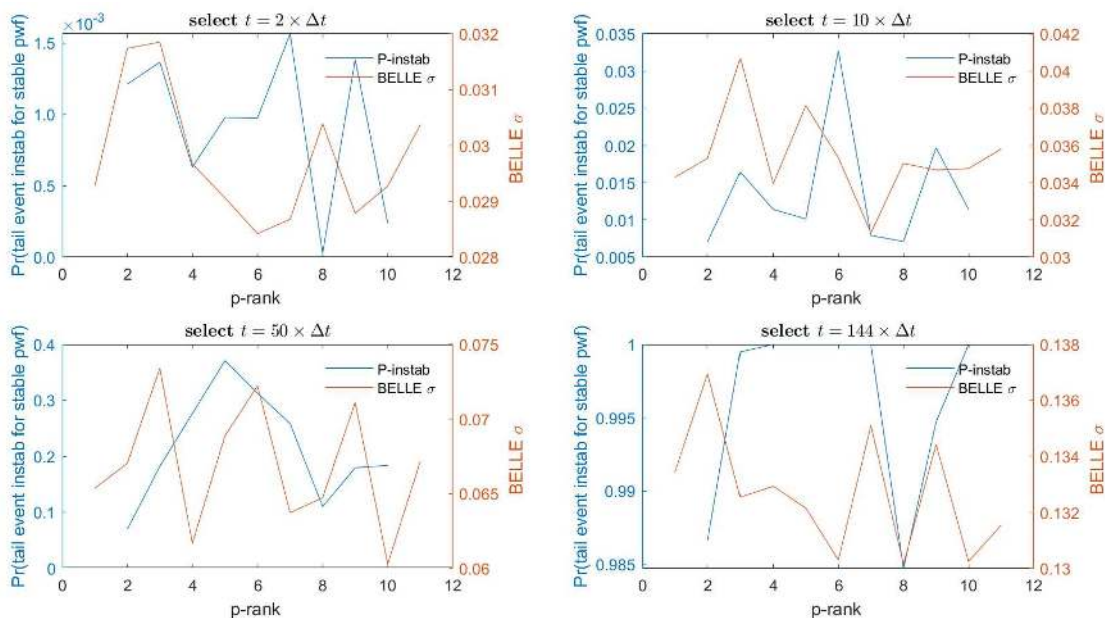 select t = 2 × Δt
×10⁻³
Pr(tail event instab for stable pwf)
1.5
1.0
0.5
0.0
P-instab
BELLE σ
0.032
0.031
0.03
0.029
0.028
BELLE σ
0 2 4 6 8 10 12
p-rank
select t = 10 × Δt
Pr(tail event instab for stable pwf)
0.035
0.03
0.025
0.02
0.015
0.01
0.005
P-instab
BELLE σ
0.042
0.04
0.038
0.036
0.034
0.032
0.03
BELLE σ
0 2 4 6 8 10 12
p-rank
select t = 50 × Δt
Pr(tail event instab for stable pwf)
0.4
0.3
0.2
0.1
0
P-instab
BELLE σ
0.075
0.07
0.065
0.06
BELLE σ
0 2 4 6 8 10 12
p-rank
select t = 144 × Δt
Pr(tail event instab for stable pwf)
1
0.995
0.99
0.985
P-instab
BELLE σ
0.138
0.136
0.134
0.132
0.13
BELLE σ
0 2 4 6 8 10 12
p-rank